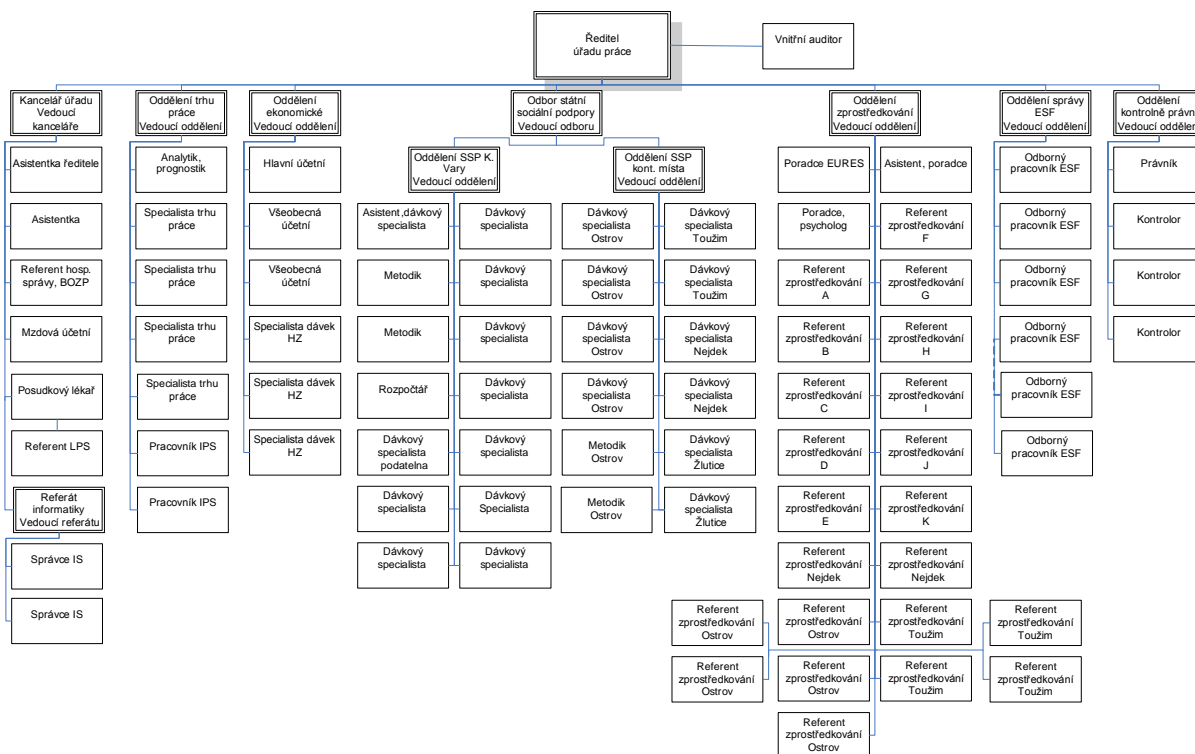 Ředitel
úřadu práce
Vnitřní auditor
Kancelář úřadu
Vedoucí
kanceláře
Asistentka ředitele
Asistentka
Referent hosp.
správy, BOZP
Mzdová účetní
Posudkový lékař
Referent LPS
Referát
informatiky
Vedoucí referátu
Správce IS
Správce IS
Oddělení trhu
práce
Vedoucí oddělení
Analytik,
prognostik
Specialista trhu
práce
Specialista trhu
práce
Specialista trhu
práce
Specialista trhu
práce
Pracovník IPS
Pracovník IPS
Oddělení
ekonomické
Vedoucí oddělení
Hlavní účetní
Všeobecná
účetní
Všeobecná
účetní
Specialista dávek
HZ
Specialista dávek
HZ
Specialista dávek
HZ
Odbor státní
sociální podpory
Vedoucí odboru
Oddělení SSP K.
Vary
Vedoucí oddělení
Asistent,dávkový
specialista
Metodik
Metodik
Rozpočtář
Dávkový
specialista
podatelna
Dávkový
specialista
Dávkový
specialista
Dávkový
specialista
Dávkový
specialista
Dávkový
specialista
Dávkový
specialista
Dávkový
specialista
Dávkový
Specialista
Dávkový
specialista
Oddělení SSP
kont. místa
Vedoucí oddělení
Dávkový
specialista
Ostrov
Dávkový
specialista
Ostrov
Dávkový
specialista
Ostrov
Dávkový
specialista
Ostrov
Metodik
Ostrov
Metodik
Ostrov
Dávkový
specialista
Toužim
Dávkový
specialista
Toužim
Dávkový
specialista
Nejdek
Dávkový
specialista
Nejdek
Dávkový
specialista
Žlutice
Dávkový
specialista
Žlutice
Oddělení
zprostředkování
Vedoucí oddělení
Poradce EURES
Poradce,
psycholog
Referent
zprostředkování
A
Referent
zprostředkování
B
Referent
zprostředkování
C
Referent
zprostředkování
D
Referent
zprostředkování
E
Referent
zprostředkování
Nejdek
Asistent, poradce
Referent
zprostředkování
F
Referent
zprostředkování
G
Referent
zprostředkování
H
Referent
zprostředkování
I
Referent
zprostředkování
J
Referent
zprostředkování
K
Referent
zprostředkování
Nejdek
Referent
zprostředkování
Ostrov
Referent
zprostředkování
Ostrov
Referent
zprostředkování
Toužim
Referent
zprostředkování
Toužim
Referent
zprostředkování
Ostrov
Referent
zprostředkování
Ostrov
Referent
zprostředkování
Toužim
Referent
zprostředkování
Toužim
Referent
zprostředkování
Ostrov
Oddělení správy
ESF
Vedoucí oddělení
Odborný
pracovník ESF
Odborný
pracovník ESF
Odborný
pracovník ESF
Odborný
pracovník ESF
Odborný
pracovník ESF
Odborný
pracovník ESF
Oddělení
kontrolně právní
Vedoucí oddělení
Právník
Kontrolor
Kontrolor
Kontrolor